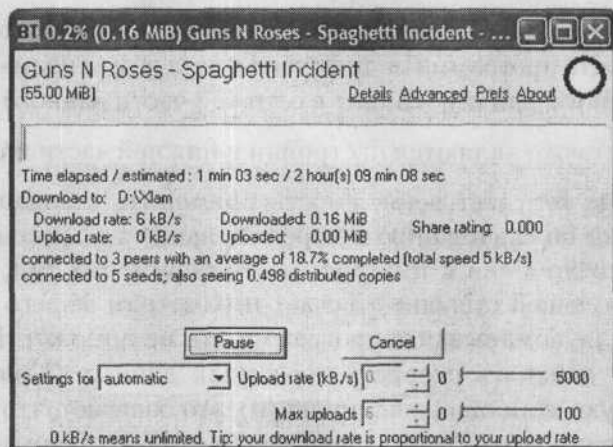 BT 0.2% (0.16 MiB) Guns N Roses - Spaghetti Incident - ...
Guns N Roses - Spaghetti Incident
(55.00 MiB)
Details Advanced Prefs About
Time elapsed / estimated : 1 min 03 sec / 2 hour(s) 09 min 08 sec
Download to: D:\Xlam
Download rate: 6 kB/s Downloaded: 0.16 MiB
Upload rate: 0 kB/s Uploaded: 0.00 MiB
Share rating: 0.000
connected to 3 peers with an average of 18.7% completed (total speed 5 kB/s)
connected to 5 seeds; also seeing 0.498 distributed copies
Pause Cancel
Settings for automatic Upload rate (kB/s) 0 0 5000
Max uploads 6 0 100
0 kB/s means unlimited. Tip: your download rate is proportional to your upload rate